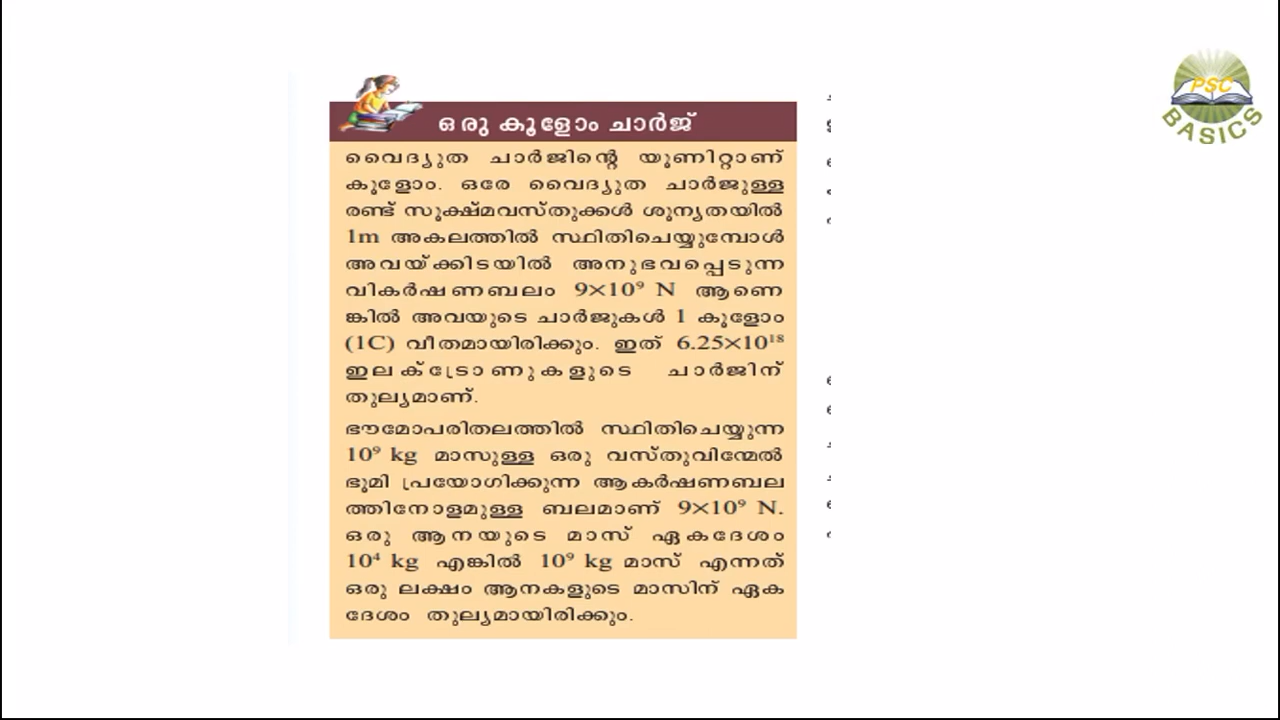 ഒരു കൂളോം ചാർജ്
വൈദ്യുത ചാർജിന്റെ യൂണിറ്റാണ്
കൂളോം. ഒരേ വൈദ്യുത ചാർജുള്ള
രണ്ട് സൂക്ഷ്മവസ്തുക്കൾ ശൂന്യതയിൽ
1m അകലത്തിൽ സ്ഥിതിചെയ്യുമ്പോൾ
അവയ്ക്കിടയിൽ അനുഭവപ്പെടുന്ന
വികർഷണബലം 9×10⁹ N ആണെ
ങ്കിൽ അവയുടെ ചാർജുകൾ 1 കൂളോം
(1C) വീതമായിരിക്കും. ഇത് 6.25×10¹⁸
ഇലക്ട്രോണുകളുടെ ചാർജിന്
തുല്യമാണ്.
ഭൗമോപരിതലത്തിൽ സ്ഥിതിചെയ്യുന്ന
10⁹ kg മാസുള്ള ഒരു വസ്തുവിന്മേൽ
ഭൂമി പ്രയോഗിക്കുന്ന ആകർഷണബല
ത്തിനോളമുള്ള ബലമാണ് 9×10⁹ N.
ഒരു ആനയുടെ മാസ് ഏകദേശം
10⁴ kg എങ്കിൽ 10⁹ kg മാസ് എന്നത്
ഒരു ലക്ഷം ആനകളുടെ മാസിന് ഏക
ദേശം തുല്യമായിരിക്കും.
PSC
BASICS